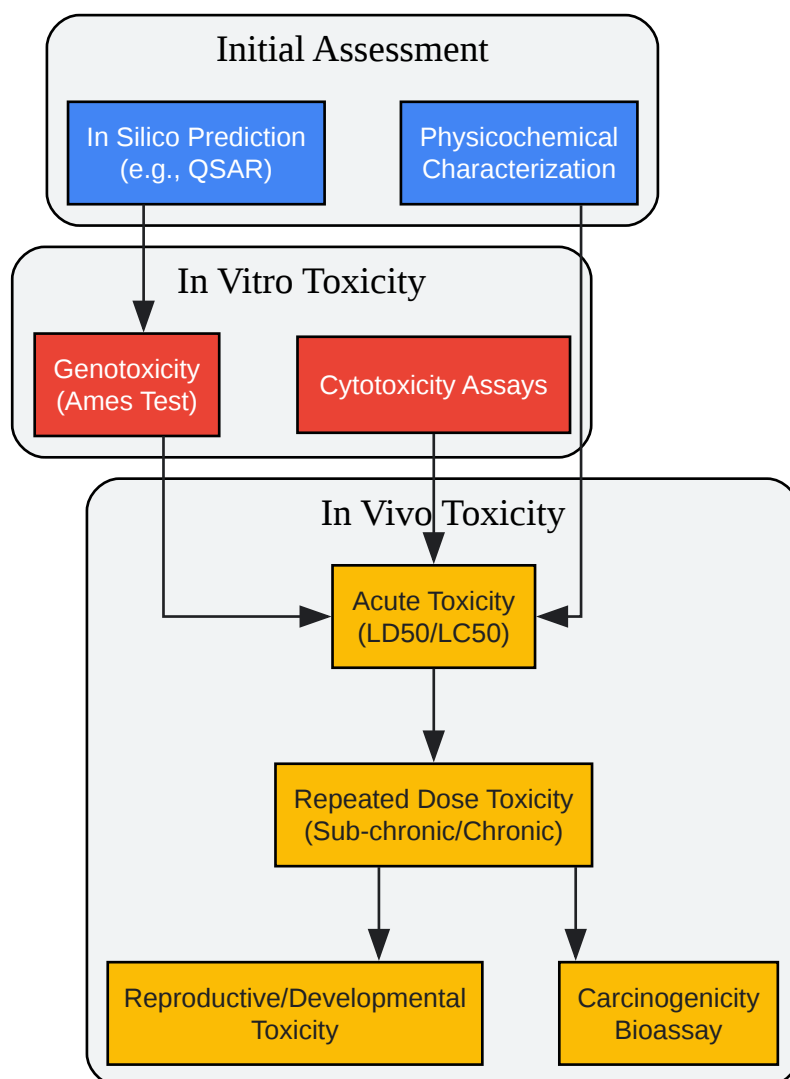 Initial Assessment
In Silico Prediction
(e.g., QSAR)
Physicochemical
Characterization
In Vitro Toxicity
Genotoxicity
(Ames Test)
Cytotoxicity Assays
In Vivo Toxicity
Acute Toxicity
(LD50/LC50)
Repeated Dose Toxicity
(Sub-chronic/Chronic)
Reproductive/Developmental
Toxicity
Carcinogenicity
Bioassay